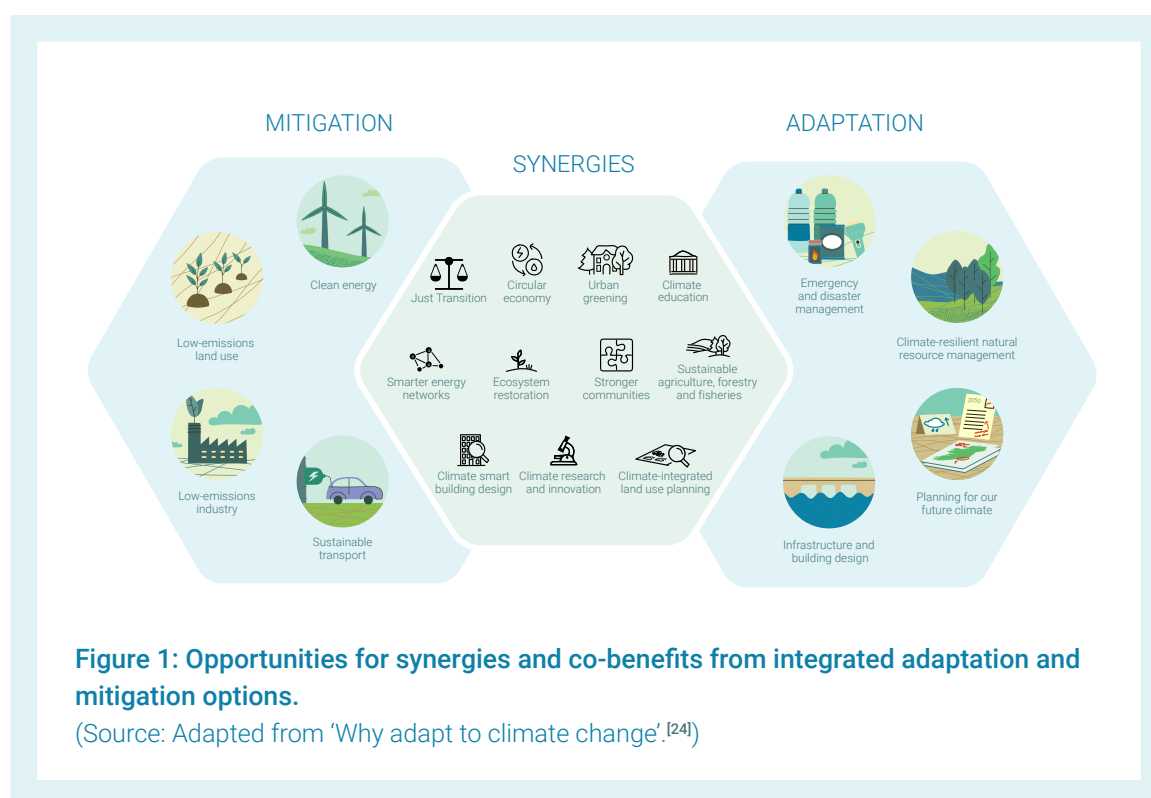 MITIGATION
ADAPTATION
SYNERGIES
Clean energy
Low-emissions
land use
Low-emissions
industry
Sustainable
transport
Just Transition
Circular
economy
Urban
greening
Climate
education
Smarter energy
networks
Ecosystem
restoration
Stronger
communities
Sustainable
agriculture, forestry
and fisheries
Climate smart
building design
Climate research
and innovation
Climate-integrated
land use planning
Emergency
and disaster
management
Climate-resilient natural
resource management
2050
Planning for our
future climate
Infrastructure and
building design
Figure 1: Opportunities for synergies and co-benefits from integrated adaptation and
mitigation options.
(Source: Adapted from ‘Why adapt to climate change’.[24])